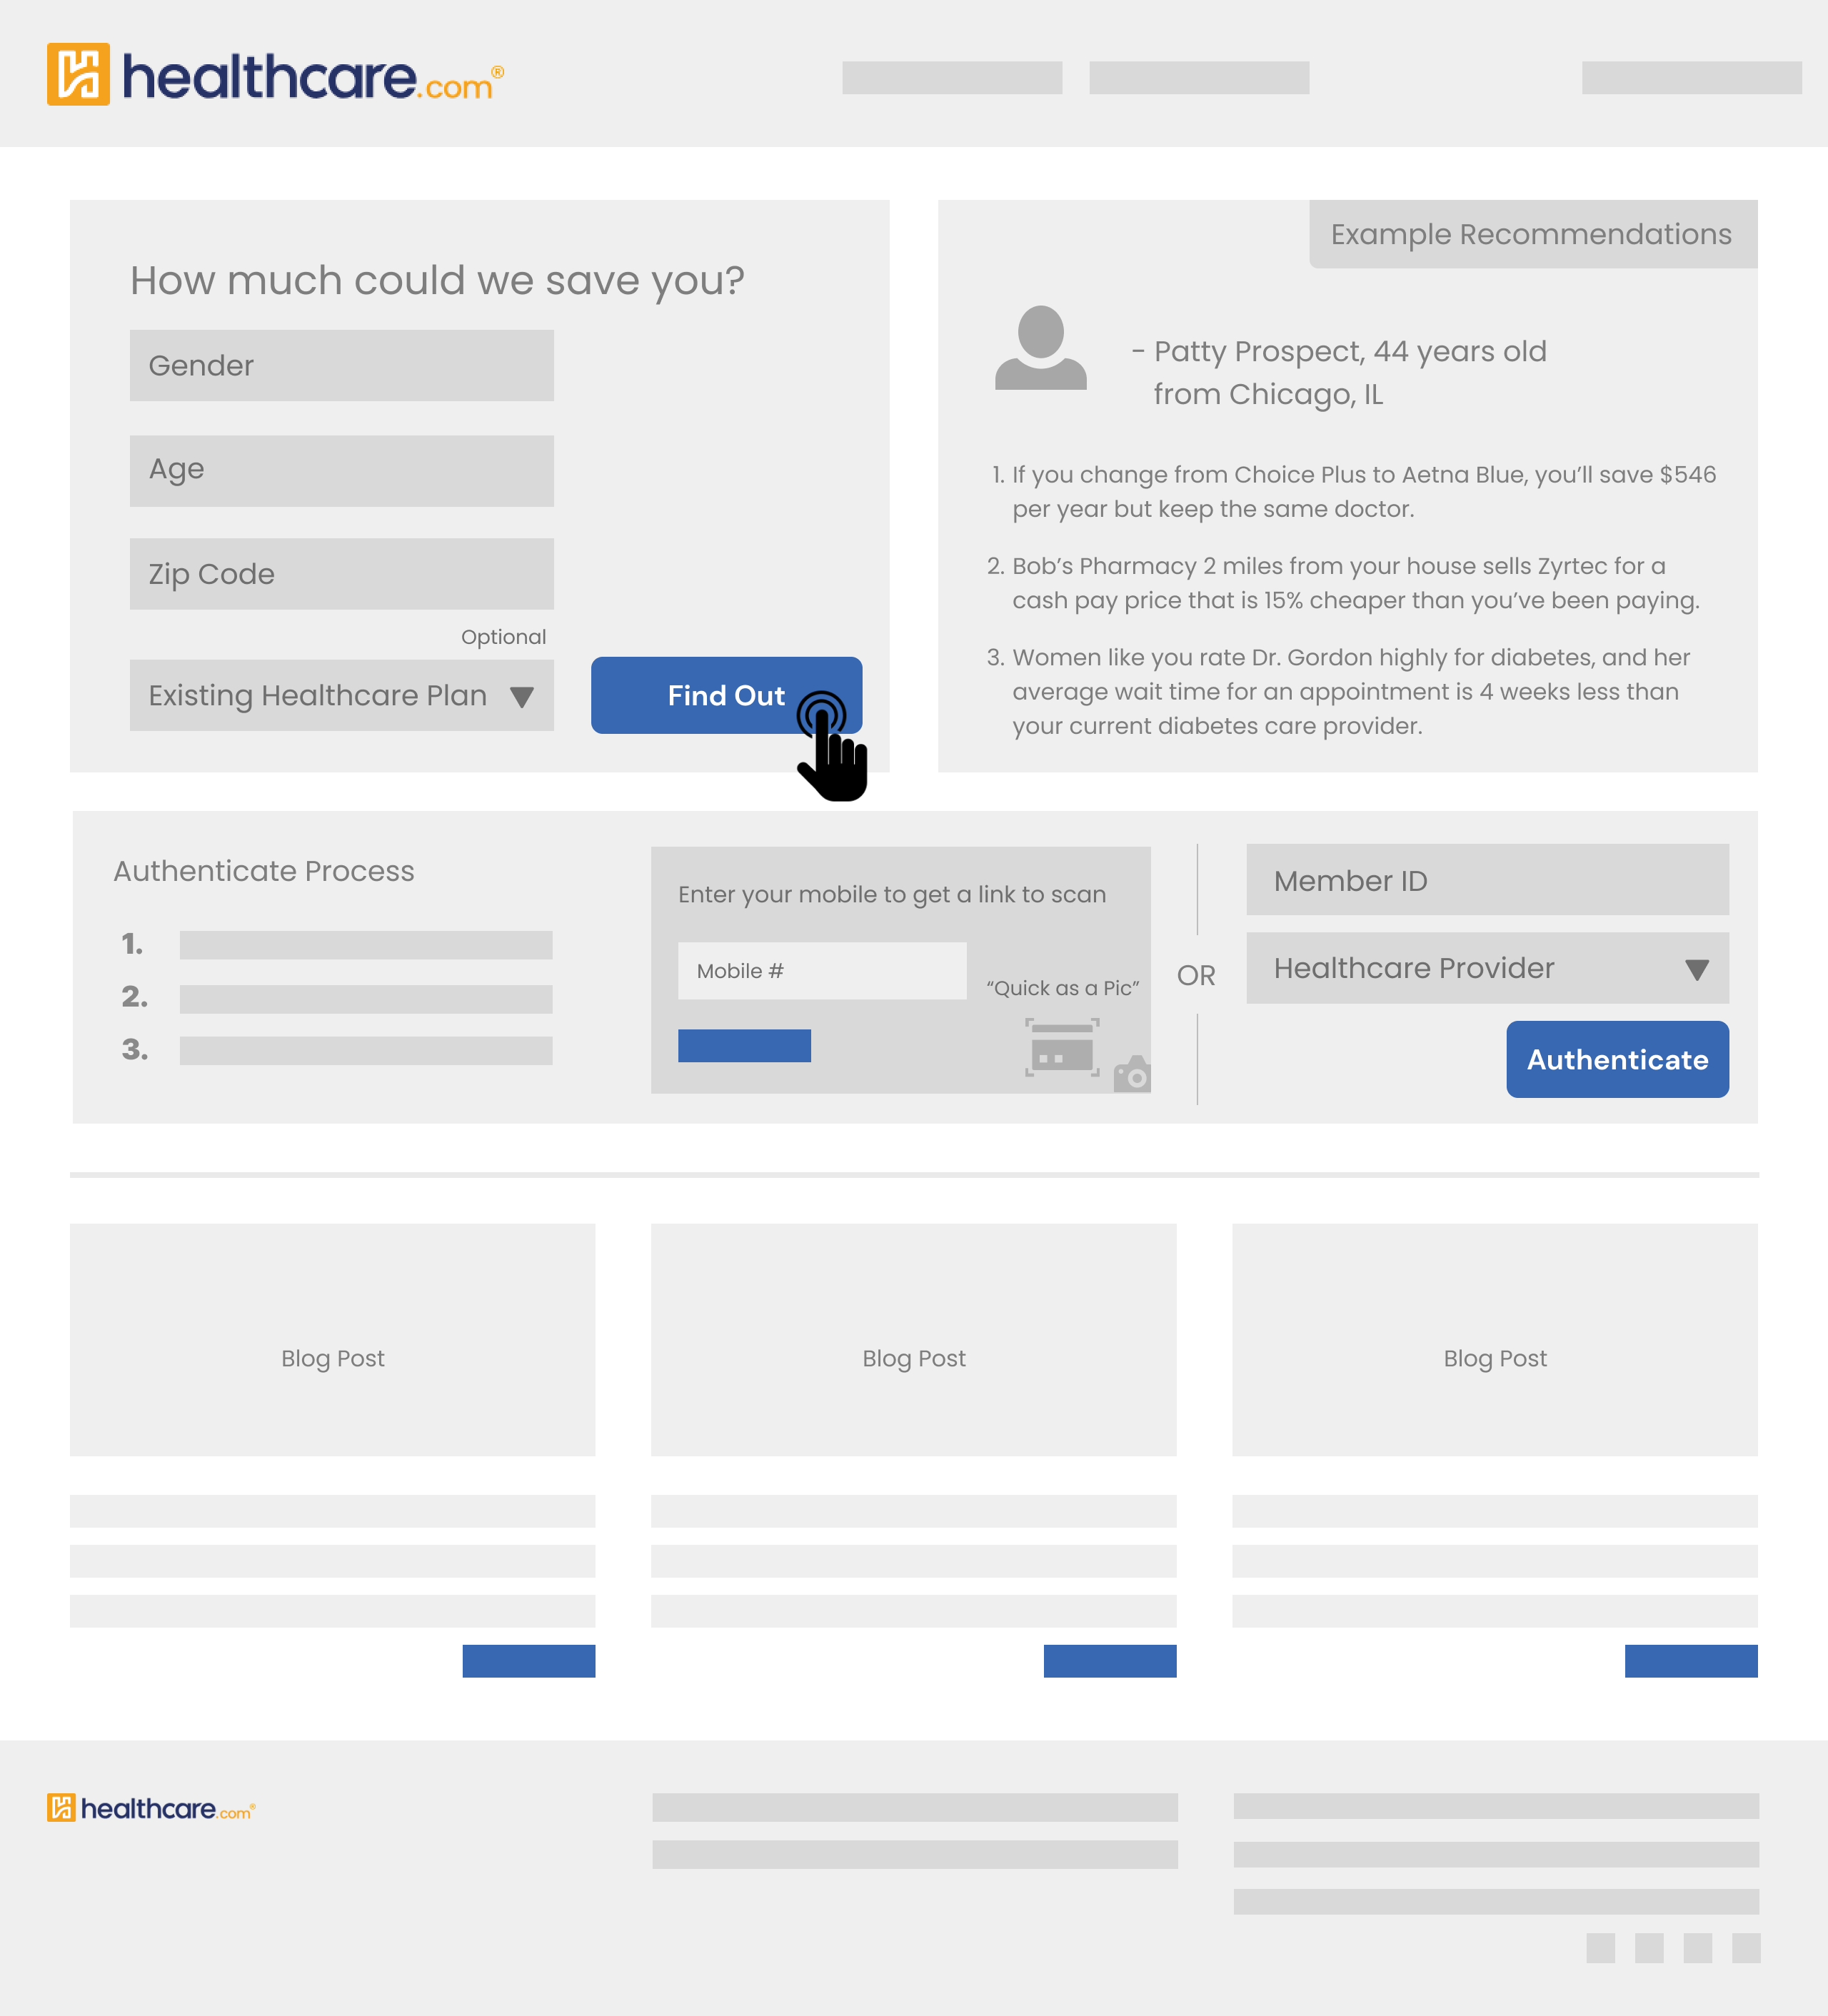 healthcare.com®
How much could we save you?
Gender
Age
Zip Code
Optional
Existing Healthcare Plan
Find Out
Example Recommendations
- Patty Prospect, 44 years old
from Chicago, IL
1. If you change from Choice Plus to Aetna Blue, you’ll save $546
per year but keep the same doctor.
2. Bob’s Pharmacy 2 miles from your house sells Zyrtec for a
cash pay price that is 15% cheaper than you’ve been paying.
3. Women like you rate Dr. Gordon highly for diabetes, and her
average wait time for an appointment is 4 weeks less than
your current diabetes care provider.
Authenticate Process
1.
2.
3.
Enter your mobile to get a link to scan
Mobile #
“Quick as a Pic”
OR
Member ID
Healthcare Provider
Authenticate
Blog Post
Blog Post
Blog Post
healthcare.com®